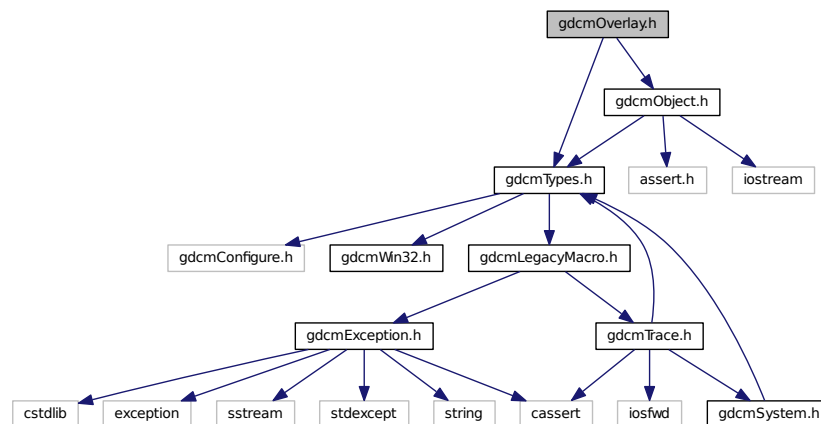 gdcmOverlay.h
gdcmObject.h
gdcmTypes.h
assert.h
iostream
gdcmConfigure.h
gdcmWin32.h
gdcmLegacyMacro.h
gdcmException.h
gdcmTrace.h
cstdlib
exception
sstream
stdexcept
string
cassert
iosfwd
gdcmSystem.h